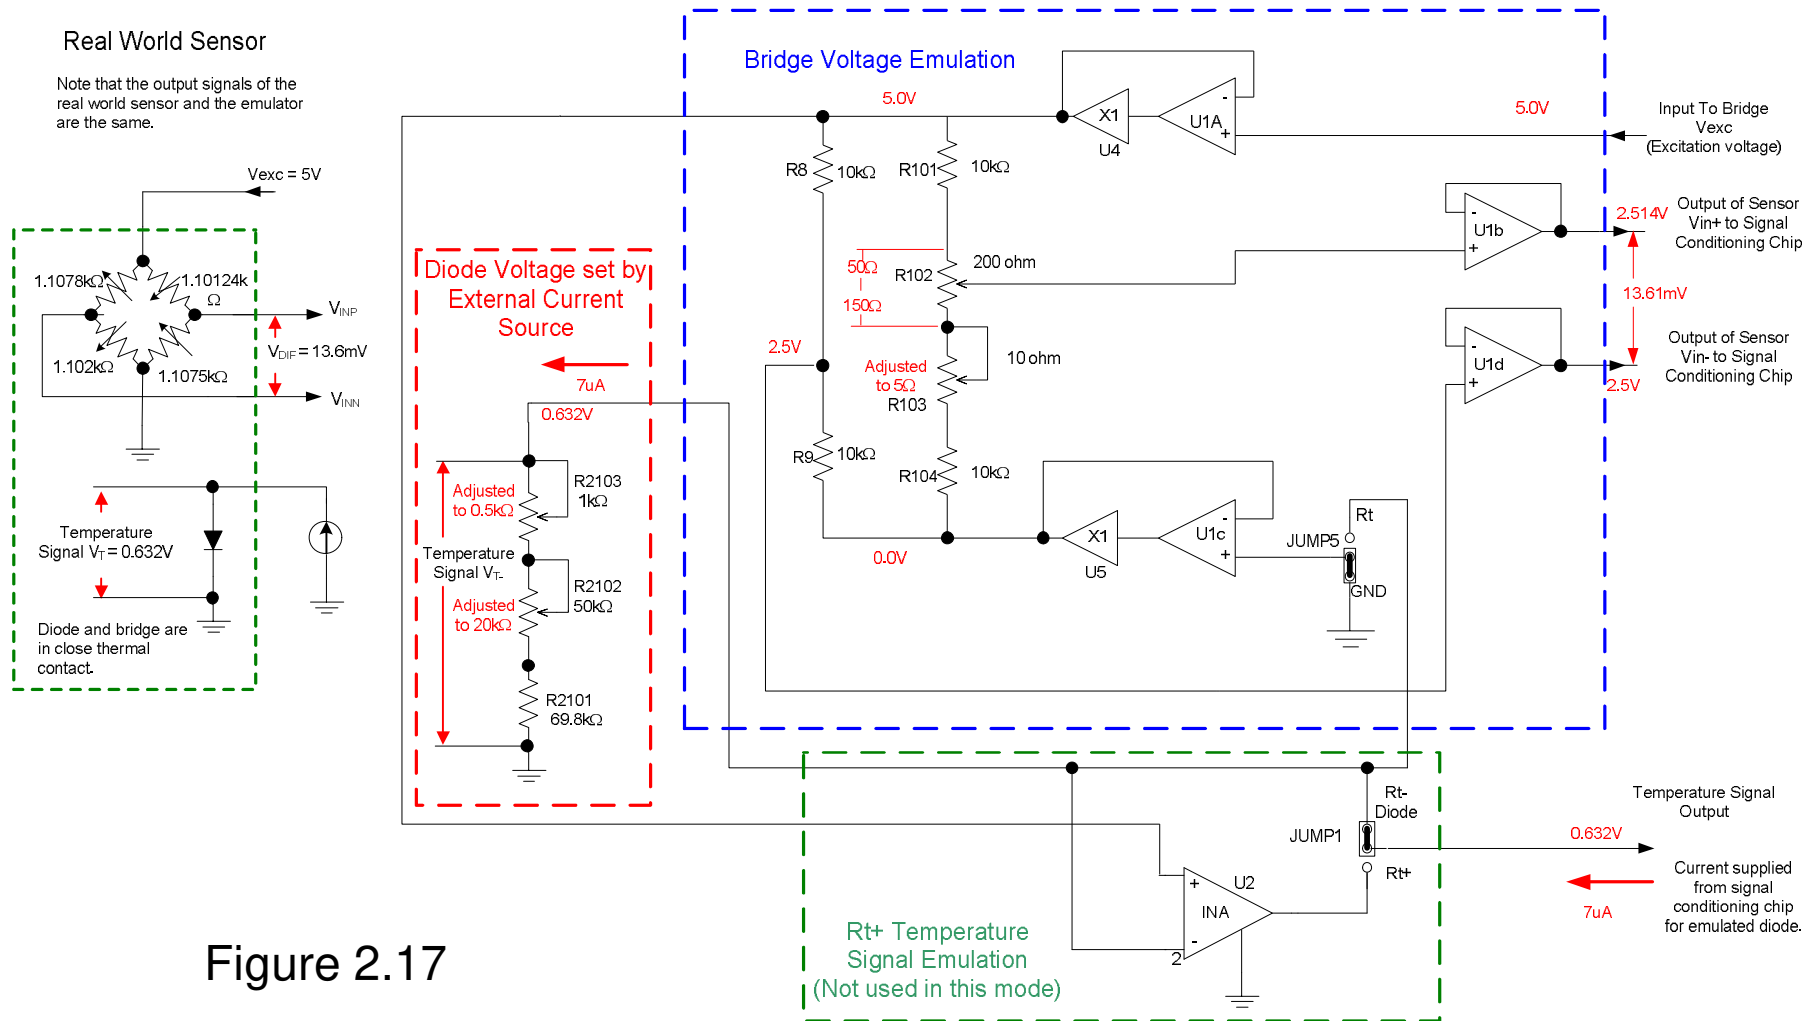 Real World Sensor
Note that the output signals of the
real world sensor and the emulator
are the same.
Vexc = 5V
1.1078kΩ
1.10124k
Ω
1.102kΩ
1.1075kΩ
VINP
VDIF = 13.6mV
VINN
Temperature
Signal VT = 0.632V
Diode and bridge are
in close thermal
contact.
Diode Voltage set by
External Current
Source
7uA
0.632V
Adjusted
to 0.5kΩ
R2103
1kΩ
Temperature
Signal VT-
R2102
50kΩ
Adjusted
to 20kΩ
R2101
69.8kΩ
Bridge Voltage Emulation
5.0V
X1
U4
U1A
-
+
5.0V
Input To Bridge
Vexc
(Excitation voltage)
R8
10kΩ
R101
10kΩ
50Ω
150Ω
R102
200 ohm
2.5V
Adjusted
to 5Ω
R103
10 ohm
R9
10kΩ
R104
10kΩ
0.0V
X1
U5
U1c
-
+
JUMP5
Rt
GND
U1b
-
+
2.514V
Output of Sensor
Vin+ to Signal
Conditioning Chip
13.61mV
U1d
-
+
2.5V
Output of Sensor
Vin- to Signal
Conditioning Chip
Rt-
Diode
JUMP1
Rt+
U2
INA
+
-
2
Rt+ Temperature
Signal Emulation
(Not used in this mode)
Temperature Signal
Output
0.632V
7uA
Current supplied
from signal
conditioning chip
for emulated diode.
Figure 2.17